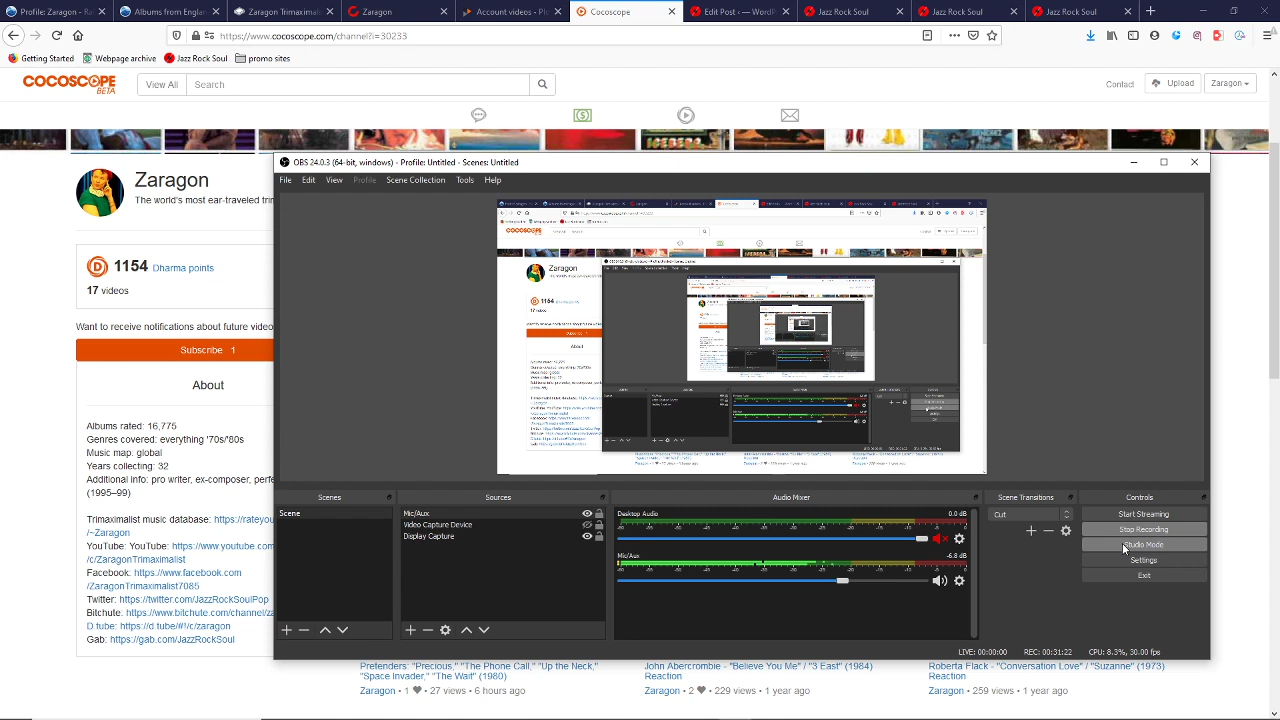 Profile: Zaragon - Ra
Albums from Englan
Zaragon Trimaximalis
Zaragon
Account videos - Pl
Cocoscope
Edit Post ‹ — WordP
Jazz Rock Soul
Jazz Rock Soul
Jazz Rock Soul
https://www.cocoscope.com/channel?i=30233
Getting Started
Webpage archive
Jazz Rock Soul
promo sites
COCOSCOPE
BETA
View All
Search
Contact
Upload
Zaragon
Zaragon
The world's most ear-leveled trim
1154 Dharma points
17 videos
Want to receive notifications about future video
Subscribe 1
About
Albums rated: 16,775
Genres covered: everything 70s/80s
Music map: global
Years collecting: 32
Additional info: pro writer, ex-composer, perfe
(1995–99)
Trimaximalist music database: https://rateyou
/~Zaragon
YouTube: YouTube: https://www.youtube.com
/c/ZaragonTrimaximalist
Facebook: https://www.facebook.com
/ZaragonTrimaximalist7085
Twitter: https://twitter.com/JazzRockSoulPop
Bitchute: https://www.bitchute.com/channel/za
D.tube: https://d.tube/#!/c/zaragon
Gab: https://gab.com/JazzRockSoul
OBS 24.0.3 (64-bit, windows) - Profile: Untitled - Scenes: Untitled
File
Edit
View
Profile
Scene Collection
Tools
Help
Scenes
Scene
Sources
Mic/Aux
Video Capture Device
Display Capture
Audio Mixer
Desktop Audio
0.0 dB
Mic/Aux
-6.8 dB
Scene Transitions
Cut
Controls
Start Streaming
Stop Recording
Studio Mode
Settings
Exit
LIVE: 00:00:00
REC: 00:31:22
CPU: 8.3%, 30.00 fps
Pretenders: "Precious," "The Phone Call," "Up the Neck,"
"Space Invader," "The Wait" (1980)
Zaragon • 1 ♥ • 27 views • 6 hours ago
John Abercrombie - "Believe You Me" / "3 East" (1984)
Reaction
Zaragon • 2 ♥ • 229 views • 1 year ago
Roberta Flack - "Conversation Love" / "Suzanne" (1973)
Reaction
Zaragon • 259 views • 1 year ago